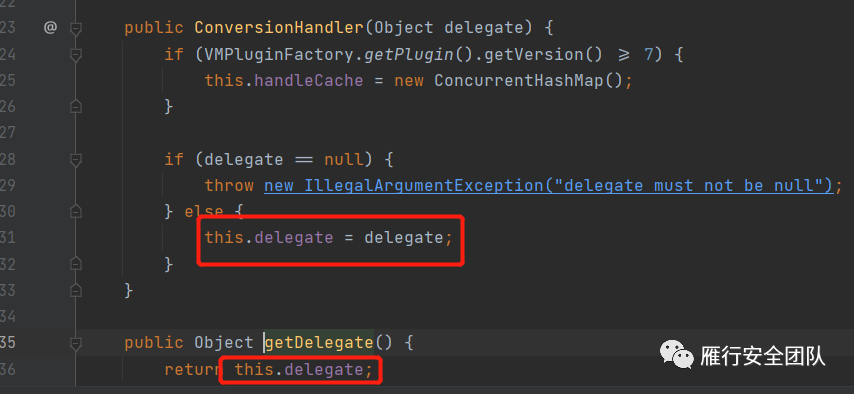 22
23 @ public ConversionHandler(Object delegate) {
24 if (VMPluginFactory.getPlugin().getVersion() >= 7) {
25 this.handleCache = new ConcurrentHashMap();
26 }
27
28 if (delegate == null) {
29 throw new IllegalArgumentException("delegate must not be null");
30 } else {
31 this.delegate = delegate;
32 }
33 }
34
35 public Object getDelegate() {
36 return this.delegate;
雁行安全团队